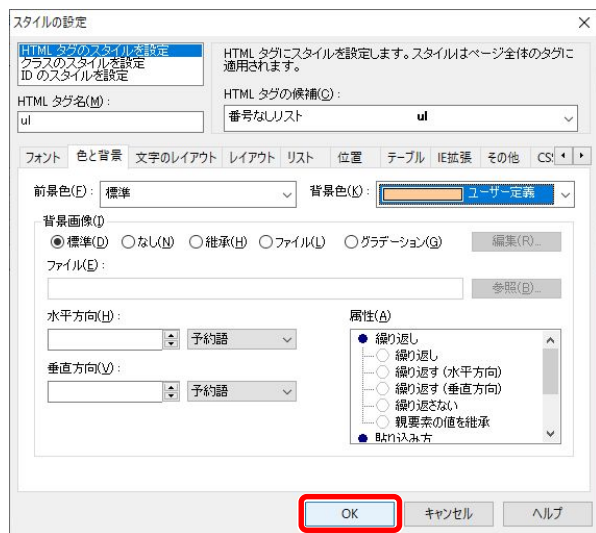 スタイルの設定
HTML タグのスタイルを設定
クラスのスタイルを設定
ID のスタイルを設定
HTML タグにスタイルを設定します。スタイルはページ全体のタグに
適用されます。
HTML タグ名(M) :
HTML タグの候補(C) :
ul
番号なしリスト ul
フォント 色と背景 文字のレイアウト レイアウト リスト 位置 テーブル IE拡張 その他 CS
前景色(F) : 標準 背景色(K) : ユーザー定義
背景画像(I)
標準(D) なし(N) 継承(H) ファイル(L) グラデーション(G) 編集(R)...
ファイル(E) :
参照(B)...
水平方向(H) :
予約語
垂直方向(V) :
予約語
属性(A)
繰り返し
繰り返し
繰り返す (水平方向)
繰り返す (垂直方向)
繰り返さない
親要素の値を継承
貼り込み方
OK キャンセル ヘルプ